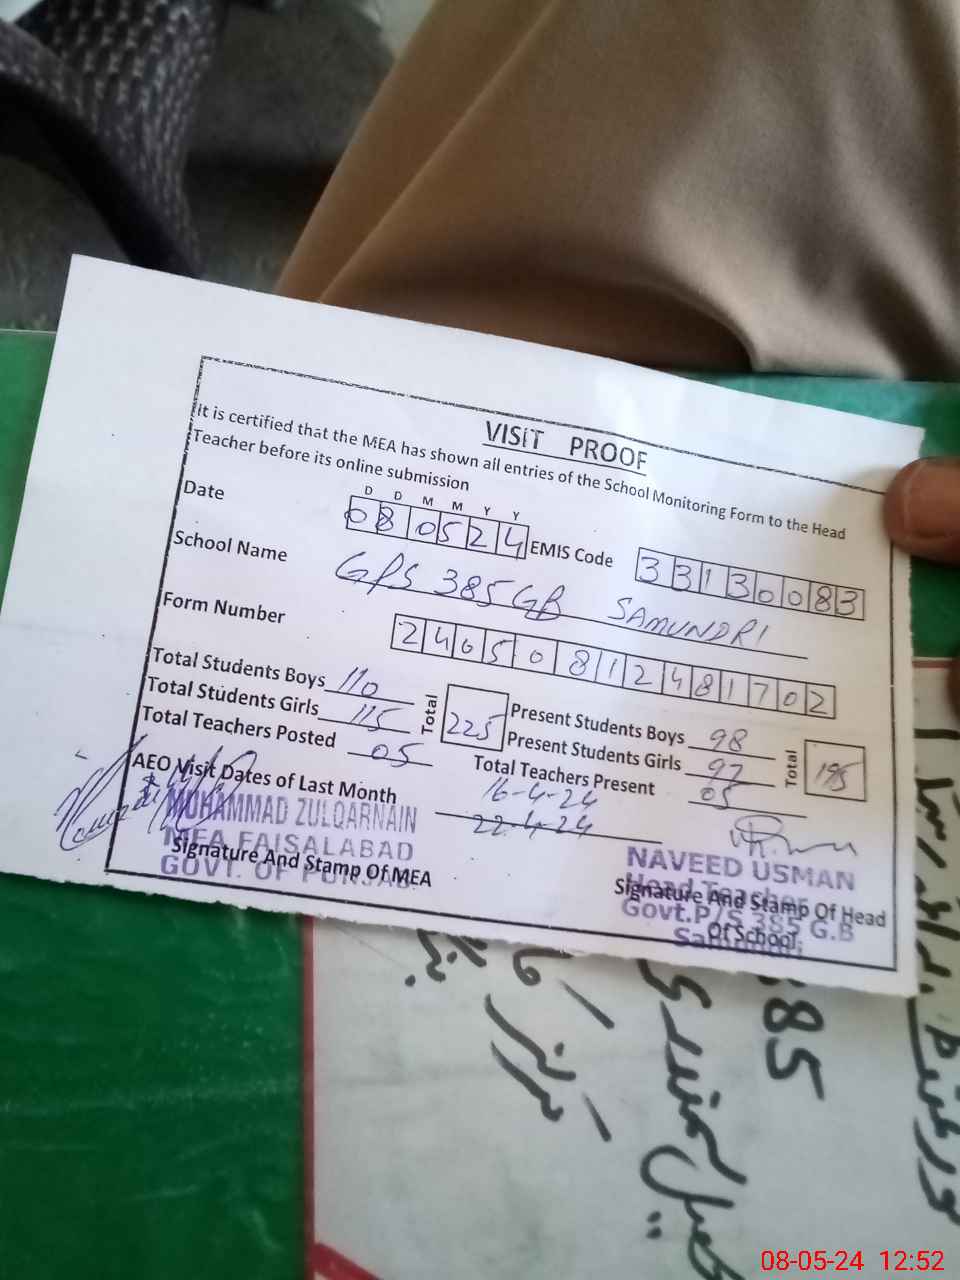 VISIT PROOF
It is certified that the MEA has shown all entries of the School Monitoring Form to the Head
Teacher before its online submission
D D M M Y Y
Date 080524 EMIS Code 33130083
School Name GPS 385 GB SAMUNDRI
Form Number 24050812481702
Total Students Boys 110 Present Students Boys 98
Total 225 Total 195
Total Students Girls 115 Present Students Girls 97
Total Teachers Posted 05 Total Teachers Present 05
AEO Visit Dates of Last Month 16-4-24
22.4.24
MUHAMMAD ZULQARNAIN
MEA FAISALABAD
GOVT. OF PUNJAB
Signature And Stamp Of MEA
NAVEED USMAN
Head Teacher
Govt.P/S 385 G.B
Samundri
Signature And Stamp Of Head
Of School
385
08-05-24 12:52